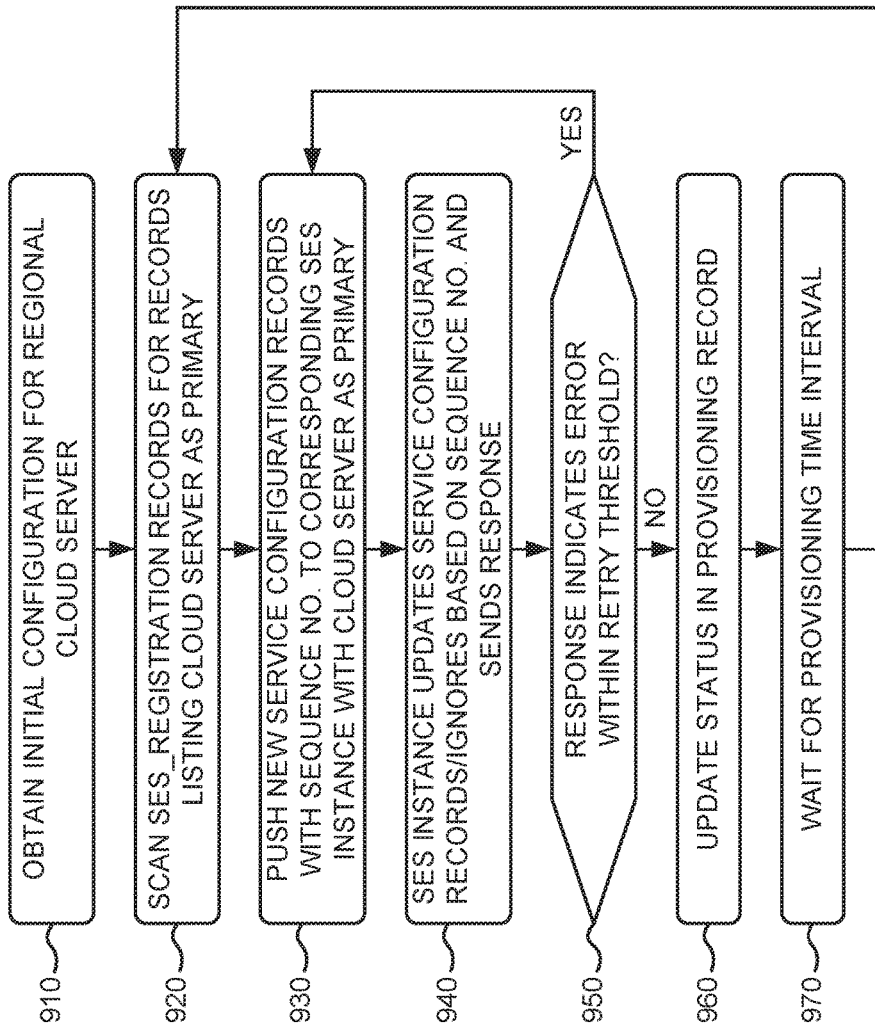 910
OBTAIN INITIAL CONFIGURATION FOR REGIONAL
CLOUD SERVER
920
SCAN SES_REGISTRATION RECORDS FOR RECORDS
LISTING CLOUD SERVER AS PRIMARY
930
PUSH NEW SERVICE CONFIGURATION RECORDS
WITH SEQUENCE NO. TO CORRESPONDING SES
INSTANCE WITH CLOUD SERVER AS PRIMARY
940
SES INSTANCE UPDATES SERVICE CONFIGURATION
RECORDS/IGNORES BASED ON SEQUENCE NO. AND
SENDS RESPONSE
950
RESPONSE INDICATES ERROR
WITHIN RETRY THRESHOLD?
YES
NO
960
UPDATE STATUS IN PROVISIONING RECORD
970
WAIT FOR PROVISIONING TIME INTERVAL